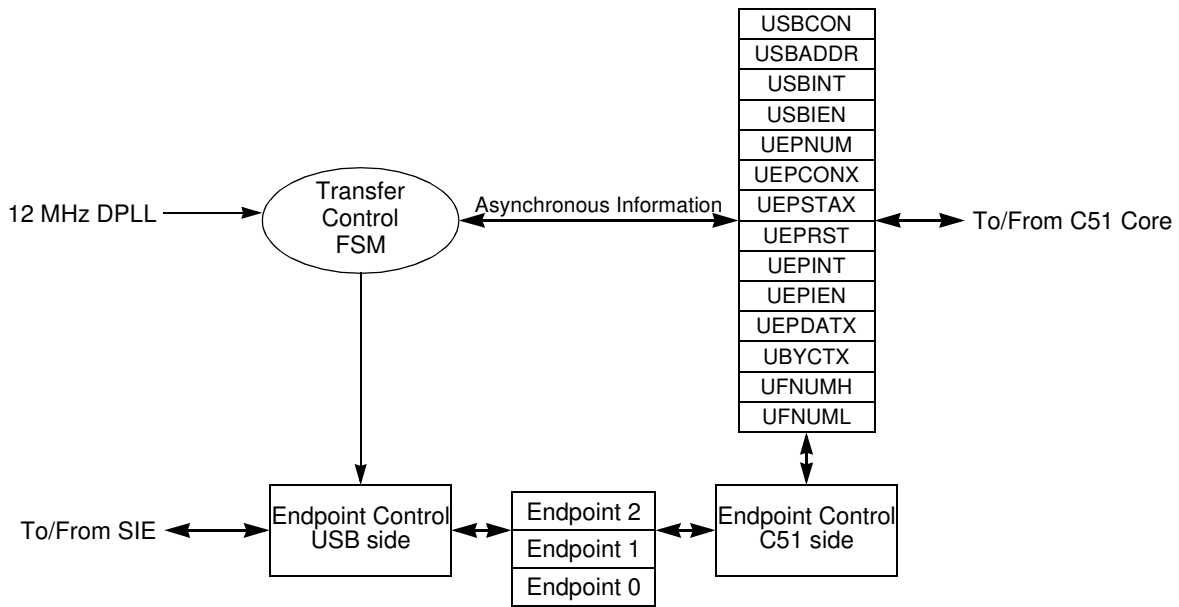 USBCON
USBADDR
USBINT
USBIEN
UEPNUM
UEPCONX
UEPSTAX
UEPRST
UEPINT
UEPIEN
UEPDATX
UBYCTX
UFNUMH
UFNUML
12 MHz DPLL
Transfer
Control
FSM
Asynchronous Information
To/From C51 Core
To/From SIE
Endpoint Control
USB side
Endpoint 2
Endpoint 1
Endpoint 0
Endpoint Control
C51 side